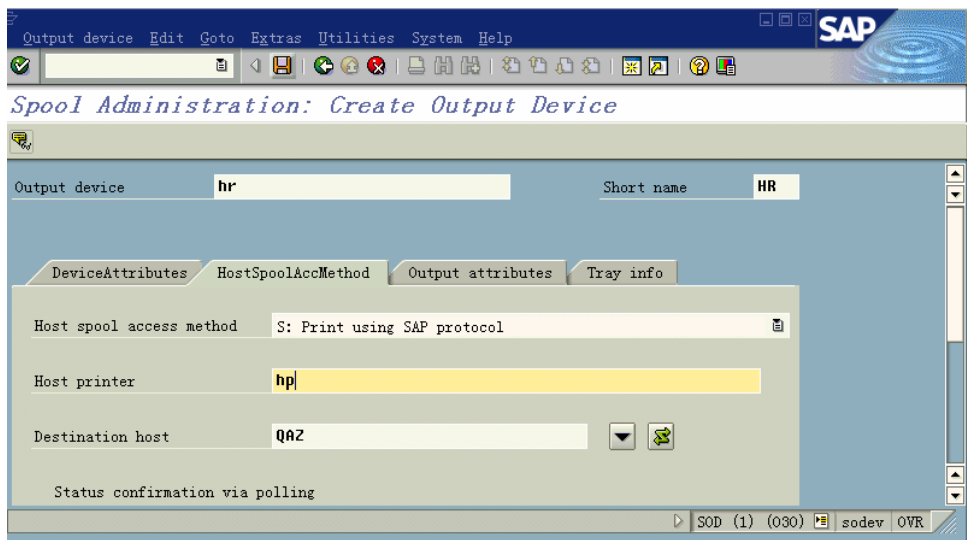 Output device Edit Goto Extras Utilities System Help
SAP
Spool Administration: Create Output Device
Output device hr Short name HR
DeviceAttributes HostSpoolAccMethod Output attributes Tray info
Host spool access method S: Print using SAP protocol
Host printer hp
Destination host QAZ
Status confirmation via polling
SOD (1) (030) sodev OVR